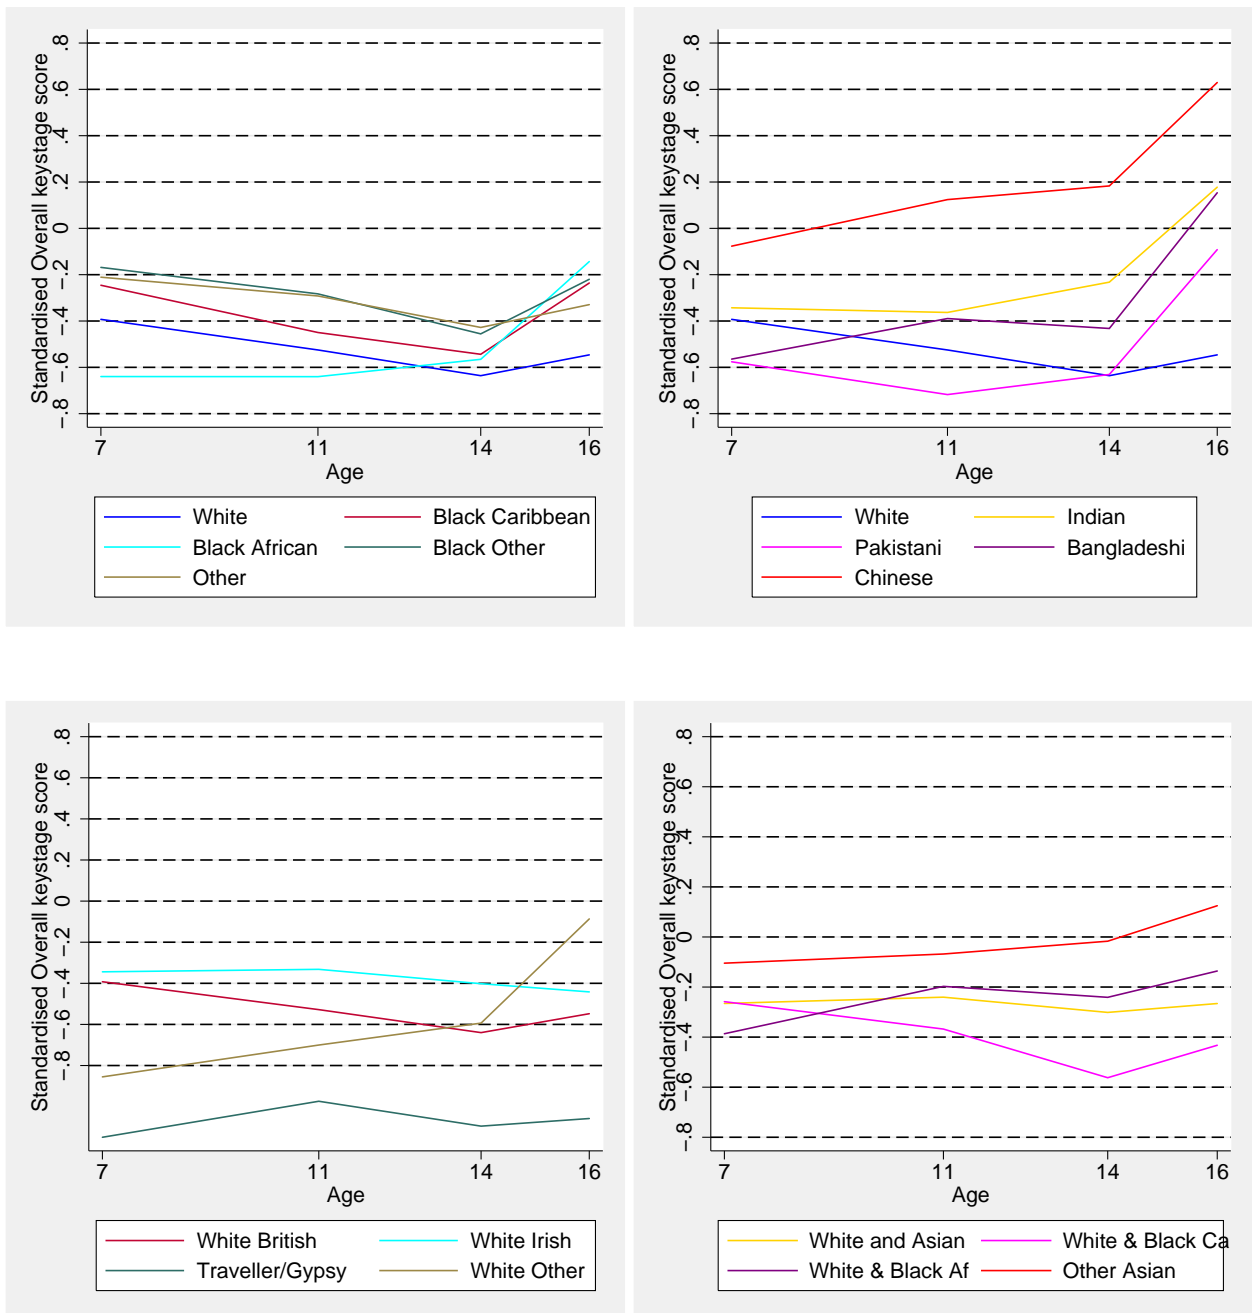 Standardised Overall keystage score
.8
.6
.4
.2
0
−.2
−.4
−.6
−.8
7 11 14 16
Age
White Black Caribbean
Black African Black Other
Other
Standardised Overall keystage score
.8
.6
.4
.2
0
−.2
−.4
−.6
−.8
7 11 14 16
Age
White Indian
Pakistani Bangladeshi
Chinese
Standardised Overall keystage score
.8
.6
.4
.2
0
−.2
−.4
−.6
−.8
7 11 14 16
Age
White British White Irish
Traveller/Gypsy White Other
Standardised Overall keystage score
.8
.6
.4
.2
0
−.2
−.4
−.6
−.8
7 11 14 16
Age
White and Asian White & Black Ca
White & Black Af Other Asian